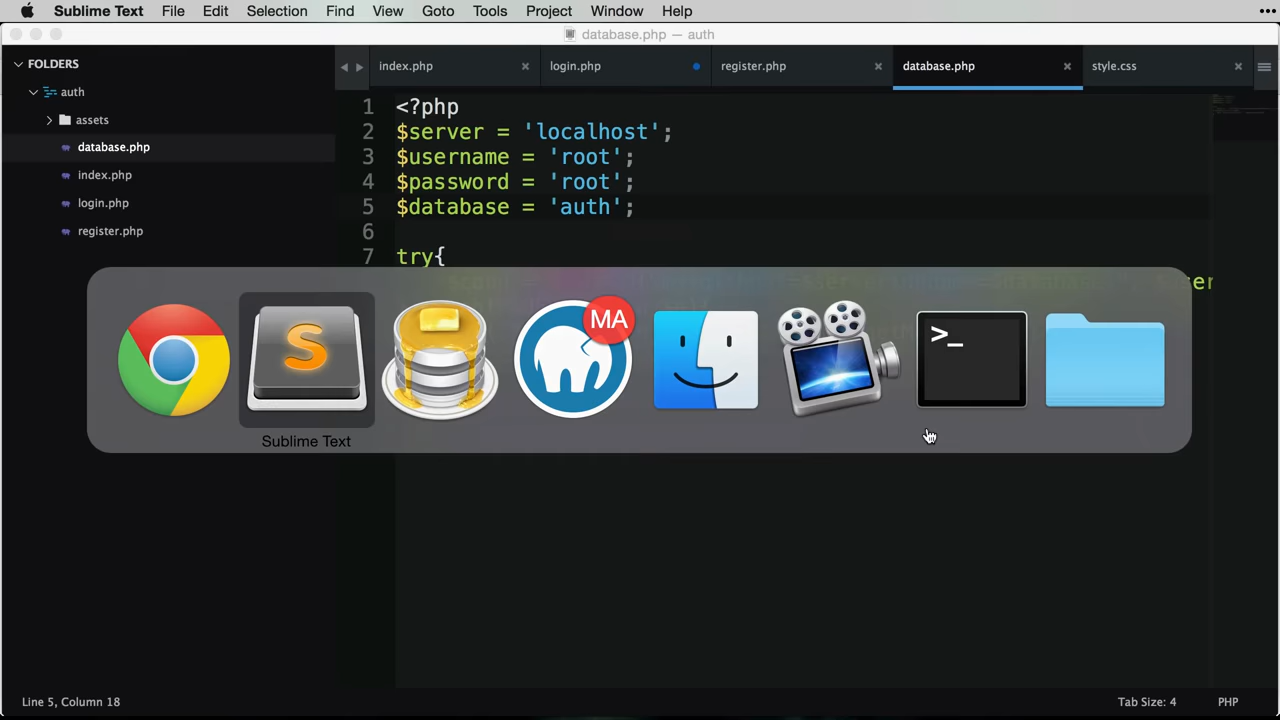 Sublime Text File Edit Selection Find View Goto Tools Project Window Help
database.php — auth
FOLDERS
auth
assets
database.php
index.php
login.php
register.php
index.php login.php register.php database.php style.css
1 <?php
2 $server = 'localhost';
3 $username = 'root';
4 $password = 'root';
5 $database = 'auth';
6
7 try{
MA
S
>_
Sublime Text
Line 5, Column 18
Tab Size: 4
PHP